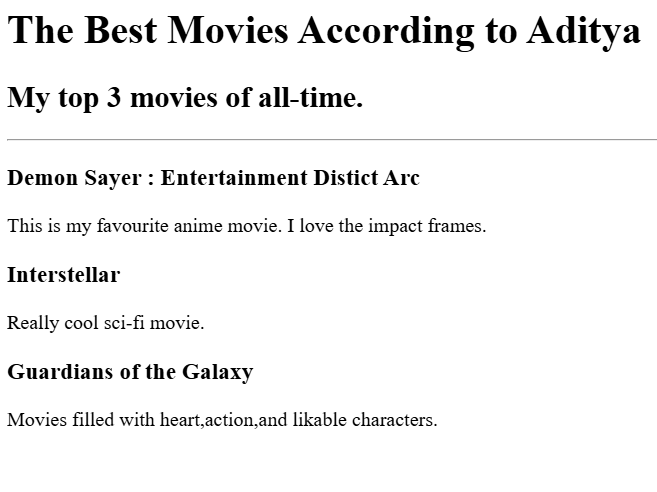 The Best Movies According to Aditya
My top 3 movies of all-time.
Demon Sayer : Entertainment Distict Arc
This is my favourite anime movie. I love the impact frames.
Interstellar
Really cool sci-fi movie.
Guardians of the Galaxy
Movies filled with heart,action,and likable characters.